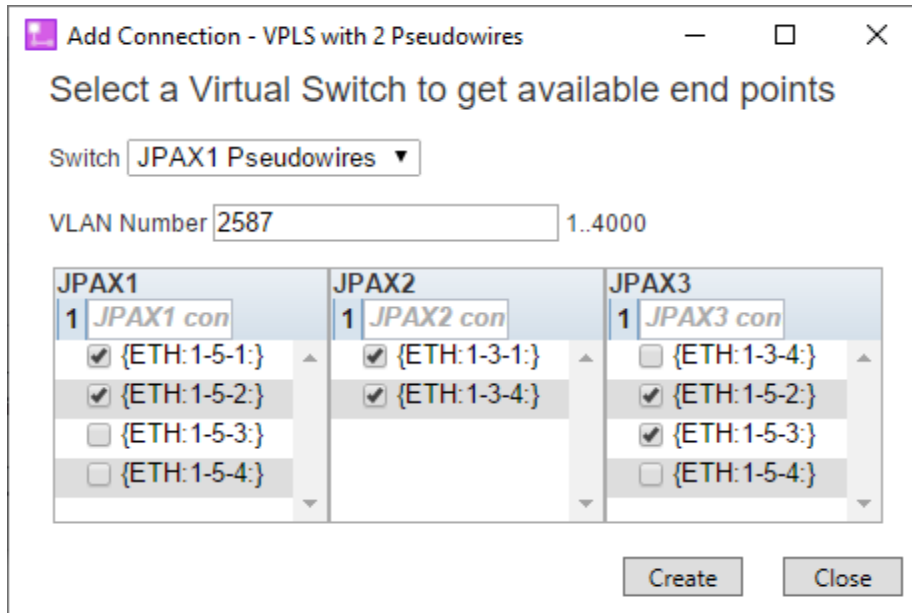 Add Connection - VPLS with 2 Pseudowires
Select a Virtual Switch to get available end points
Switch JPAX1 Pseudowires
VLAN Number 2587 1..4000
JPAX1 JPAX2 JPAX3
1 JPAX1 con 1 JPAX2 con 1 JPAX3 con
{ETH:1-5-1:} {ETH:1-3-1:} {ETH:1-3-4:}
{ETH:1-5-2:} {ETH:1-3-4:} {ETH:1-5-2:}
{ETH:1-5-3:} {ETH:1-5-3:}
{ETH:1-5-4:} {ETH:1-5-4:}
Create Close